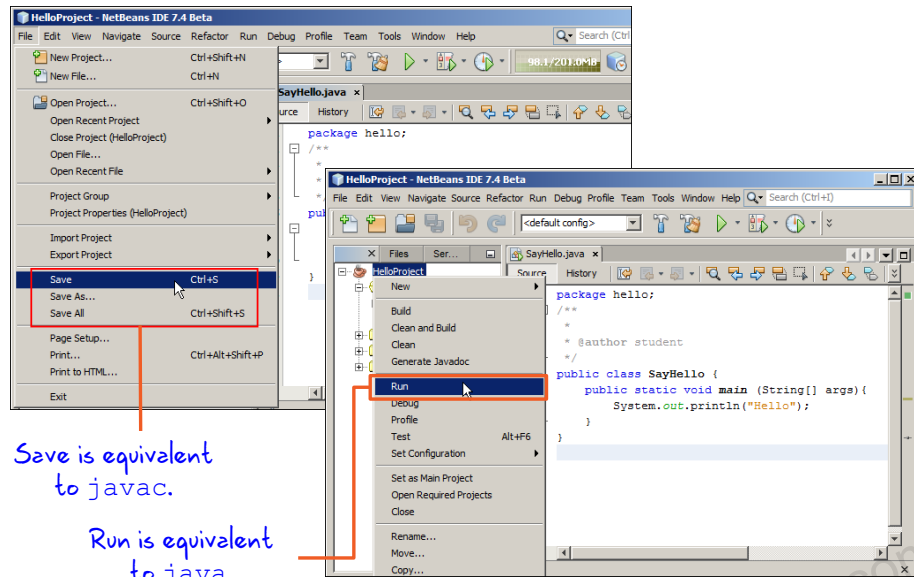 HelloProject - NetBeans IDE 7.4 Beta
File Edit View Navigate Source Refactor Run Debug Profile Team Tools Window Help
Search (Ctrl
New Project... Ctrl+Shift+N
New File... Ctrl+N
98.1/201.0MB
Open Project... Ctrl+Shift+O
Open Recent Project
Close Project (HelloProject)
Open File...
Open Recent File
Project Group
Project Properties (HelloProject)
Import Project
Export Project
Save Ctrl+S
Save As...
Save All Ctrl+Shift+S
Page Setup...
Print... Ctrl+Alt+Shift+P
Print to HTML...
Exit
SayHello.java
urce History
package hello;
/**
*
*
*
pul
}
HelloProject - NetBeans IDE 7.4 Beta
File Edit View Navigate Source Refactor Run Debug Profile Team Tools Window Help
Search (Ctrl+I)
<default config>
Files Ser...
SayHello.java
HelloProject
Source History
New
Build
Clean and Build
Clean
Generate Javadoc
Run
Debug
Profile
Test Alt+F6
Set Configuration
Set as Main Project
Open Required Projects
Close
Rename...
Move...
Copy...
package hello;
/**
*
* @author student
*/
public class SayHello {
public static void main (String[] args){
System.out.println("Hello");
}
}
Save is equivalent
to javac.
Run is equivalent
to java